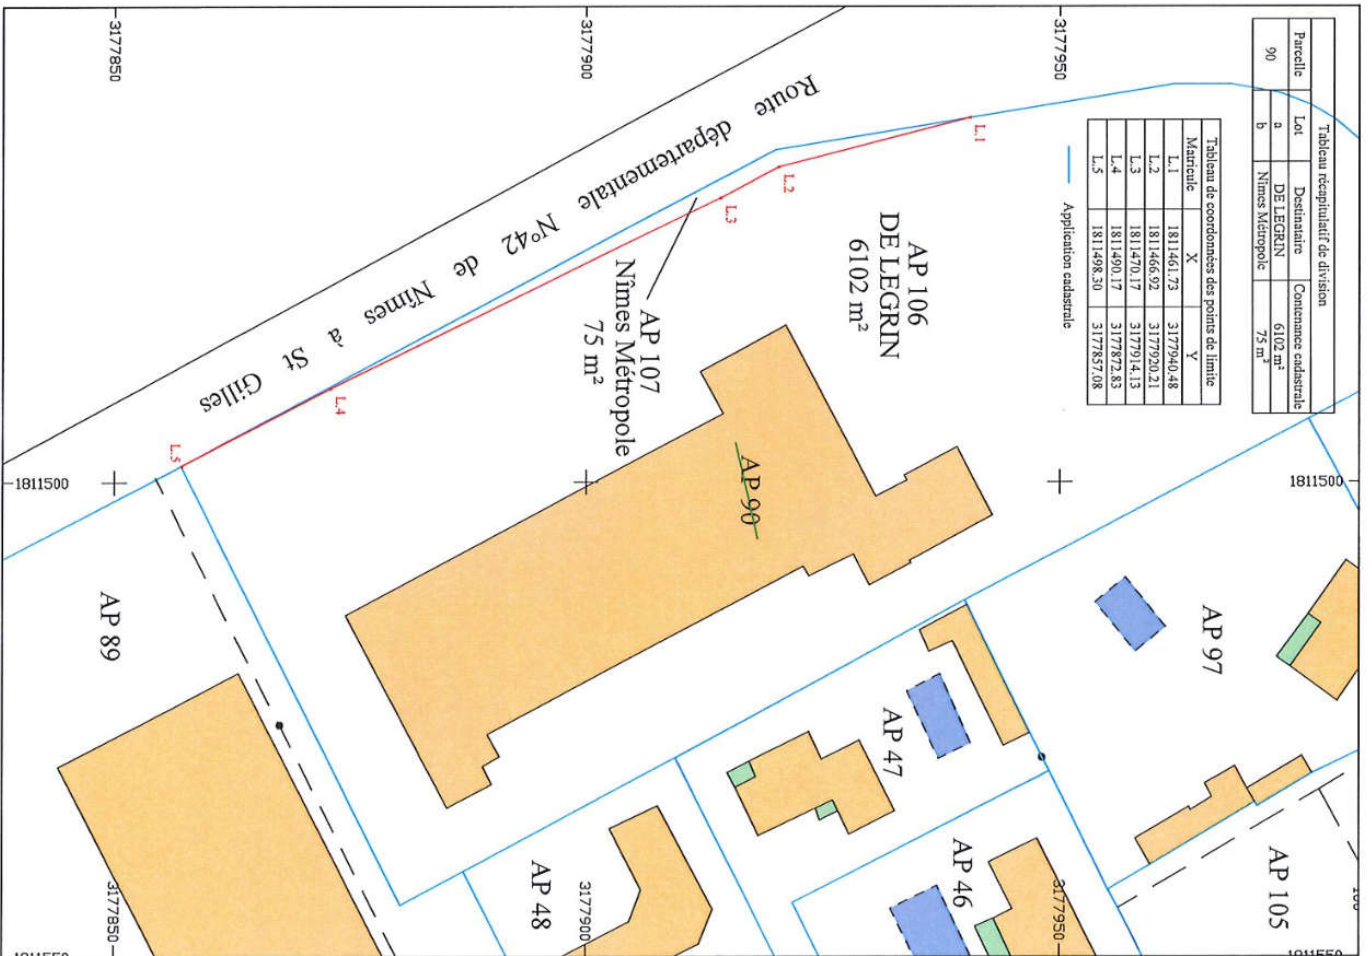 Tableau récapitulatif de division
Parcelle Lot Destinataire Contenance cadastrale
90 a DE LEGRIN 6102 m²
b Nîmes Métropole 75 m²
Tableau de coordonnées des points de limite
Matricule X Y
L.1 1811461.73 3177940.48
L.2 1811466.92 3177920.21
L.3 1811470.17 3177914.13
L.4 1811490.17 3177872.83
L.5 1811498.30 3177857.08
Application cadastrale
3177950
3177900
3177850
L.1
L.2
L.3
L.4
L.5
Route départementale N°42 de Nîmes à St Gilles
AP 106
DE LEGRIN
6102 m²
AP 107
Nîmes Métropole
75 m²
AP 90
1811500
1811500
AP 97
AP 47
AP 89
AP 105
AP 46
AP 48
3177950
3177900
3177850
1811550
1811550